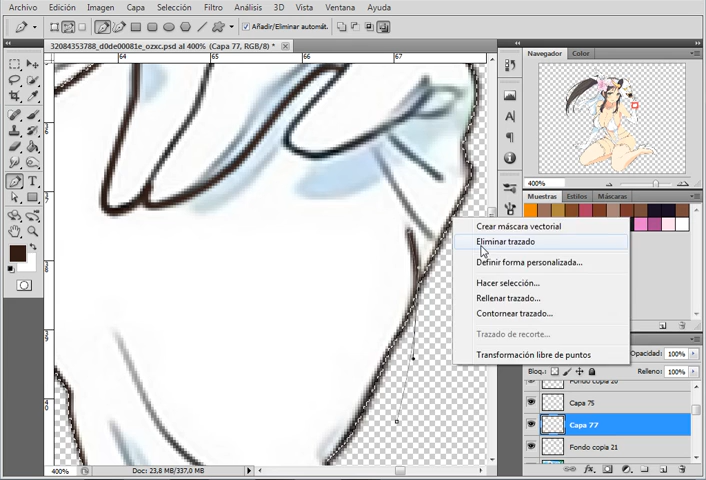 Archivo Edición Imagen Capa Selección Filtro Análisis 3D Vista Ventana Ayuda
Añadir/Eliminar automát.
32084353788_d0de00081e_ozxc.psd al 400% (Capa 77, RGB/8) *
64 65 66 67
Navegador Color
400%
Muestras Estilos Máscaras
Crear máscara vectorial
Eliminar trazado
Definir forma personalizada...
Hacer selección...
Rellenar trazado...
Contornear trazado...
Trazado de recorte...
Transformación libre de puntos
Opacidad: 100%
Bloq.: Relleno: 100%
Fondo copia 20
Capa 75
Capa 77
Fondo copia 21
400% Doc: 23,8 MB/337,0 MB